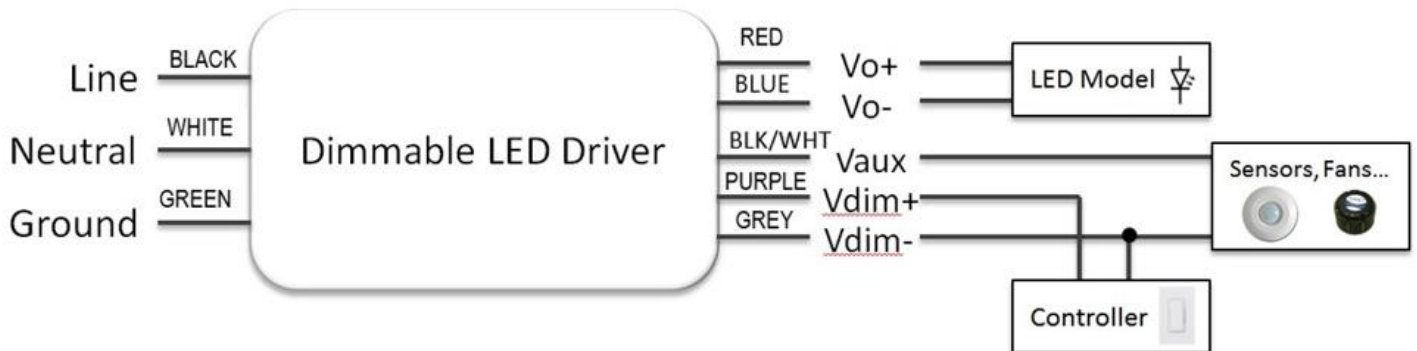 Line
BLACK
Neutral
WHITE
Ground
GREEN
Dimmable LED Driver
RED
Vo+
BLUE
Vo-
BLK/WHT
Vaux
PURPLE
Vdim+
GREY
Vdim-
LED Model
Sensors, Fans...
Controller